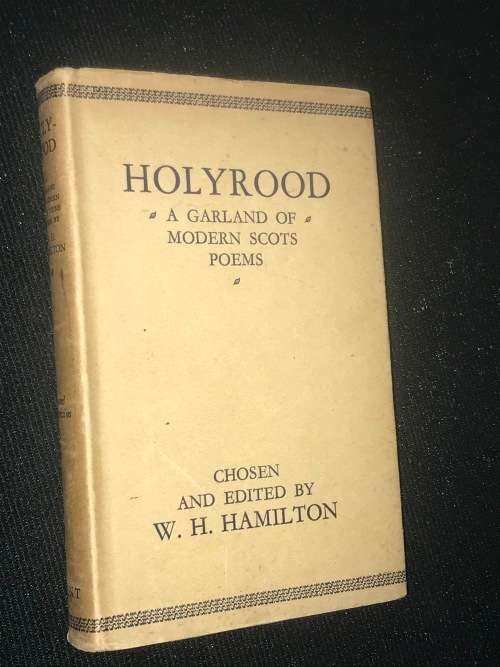 HOLYROOD
A GARLAND OF
MODERN SCOTS
POEMS
CHOSEN
AND EDITED BY
W. H. HAMILTON